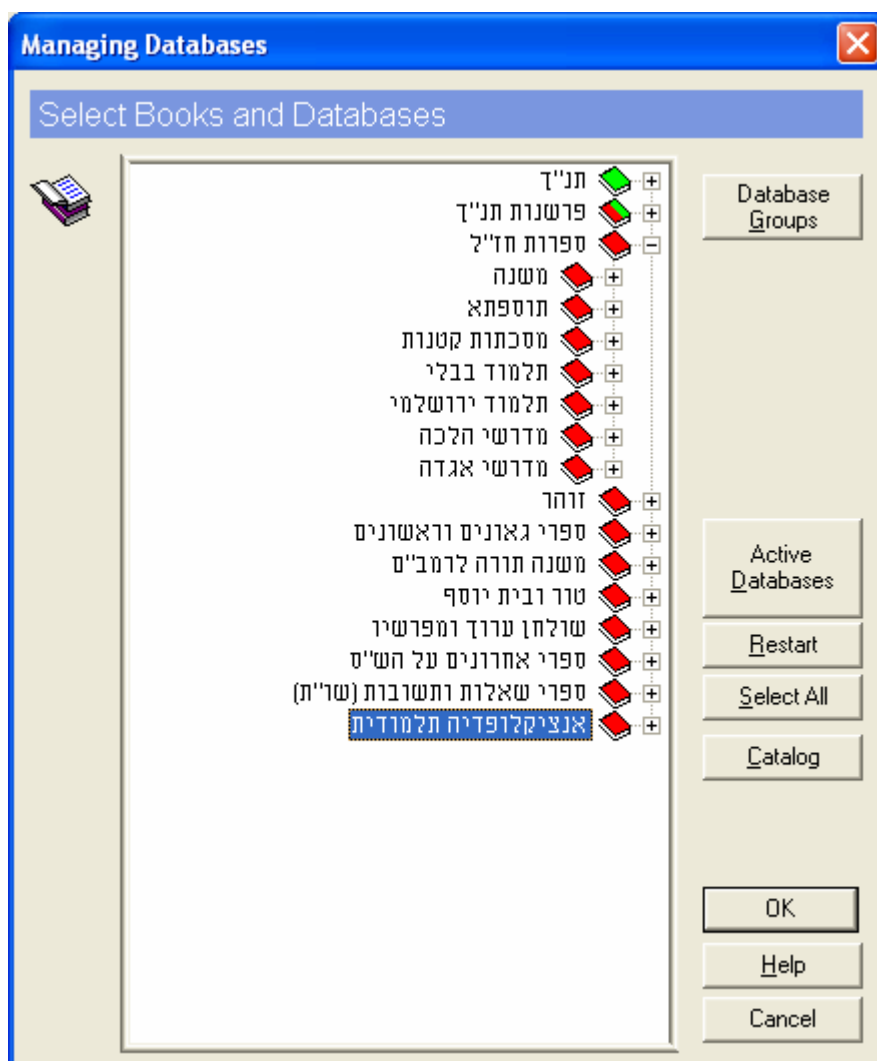 Managing Databases
Select Books and Databases
תנ''ך
פרשנות תנ''ך
ספרות חז''ל
משנה
תוספתא
מסכתות קטנות
תלמוד בבלי
תלמוד ירושלמי
מדרשי הלכה
מדרשי אגדה
זוהר
ספרי גאונים וראשונים
משנה תורה לרמב''ם
טור ובית יוסף
שולחן ערוך ומפרשיו
ספרי אחרונים על הש''ס
ספרי שאלות ותשובות (שו''ת)
אנציקלופדיה תלמודית
Database
Groups
Active
Databases
Restart
Select All
Catalog
OK
Help
Cancel